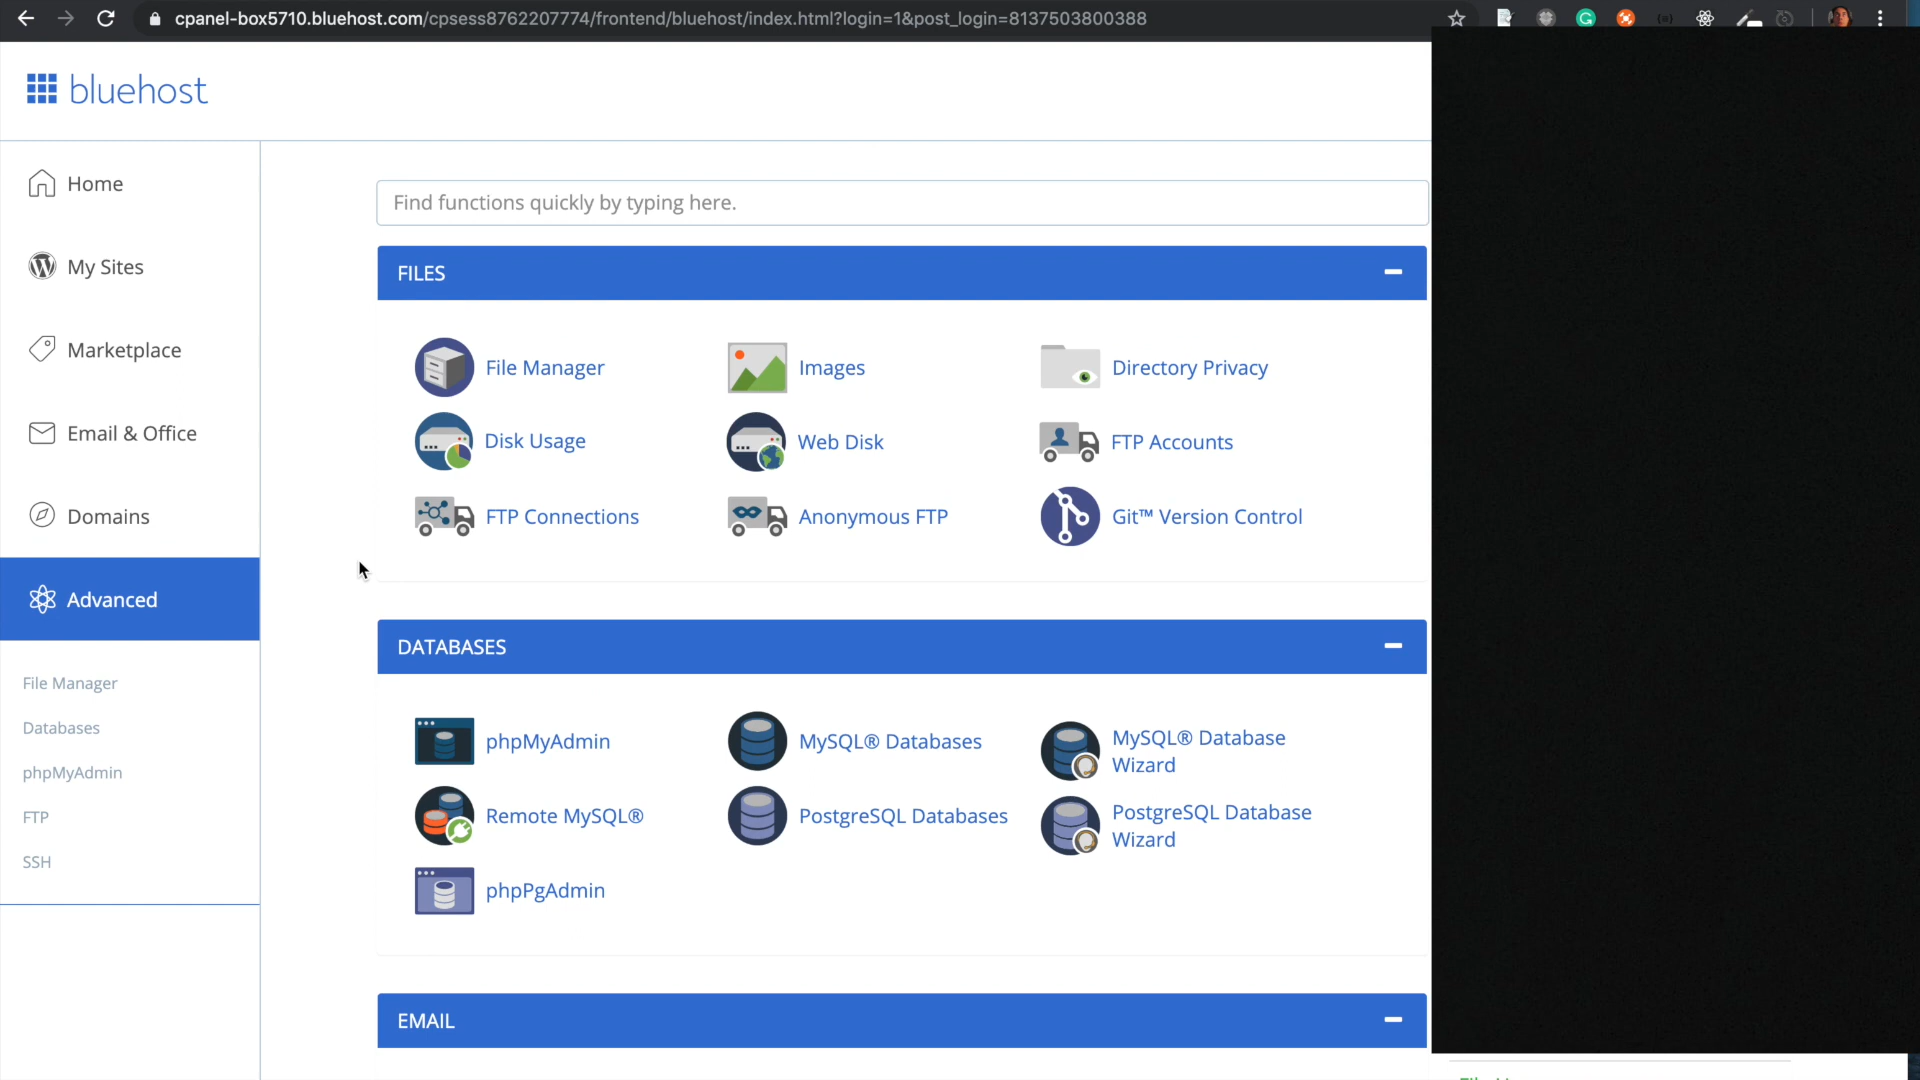 cpanel-box5710.bluehost.com/cpsess8762207774/frontend/bluehost/index.html?login=1&post_login=8137503800388
bluehost
Home
My Sites
Marketplace
Email & Office
Domains
Advanced
File Manager
Databases
phpMyAdmin
FTP
SSH
Find functions quickly by typing here.
FILES
File Manager
Images
Directory Privacy
Disk Usage
Web Disk
FTP Accounts
FTP Connections
Anonymous FTP
Git™ Version Control
DATABASES
phpMyAdmin
MySQL® Databases
MySQL® Database
Wizard
Remote MySQL®
PostgreSQL Databases
PostgreSQL Database
Wizard
phpPgAdmin
EMAIL